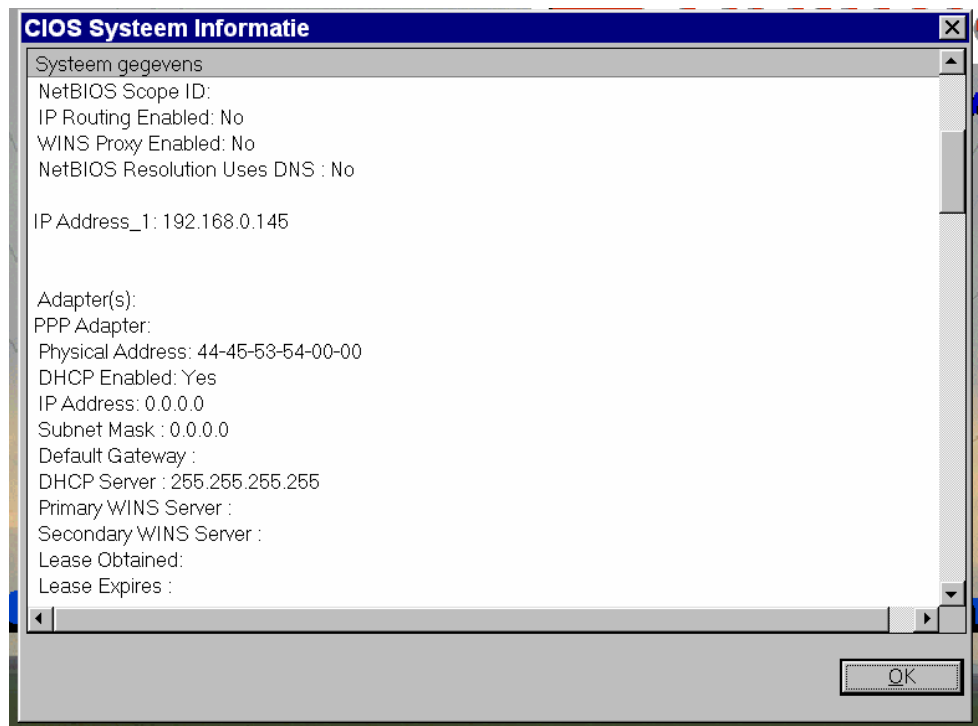 CIOS Systeem Informatie
Systeem gegevens
NetBIOS Scope ID:
IP Routing Enabled: No
WINS Proxy Enabled: No
NetBIOS Resolution Uses DNS : No
IP Address_1: 192.168.0.145
Adapter(s):
PPP Adapter:
Physical Address: 44-45-53-54-00-00
DHCP Enabled: Yes
IP Address: 0.0.0.0
Subnet Mask : 0.0.0.0
Default Gateway :
DHCP Server : 255.255.255.255
Primary WINS Server :
Secondary WINS Server :
Lease Obtained:
Lease Expires :
OK